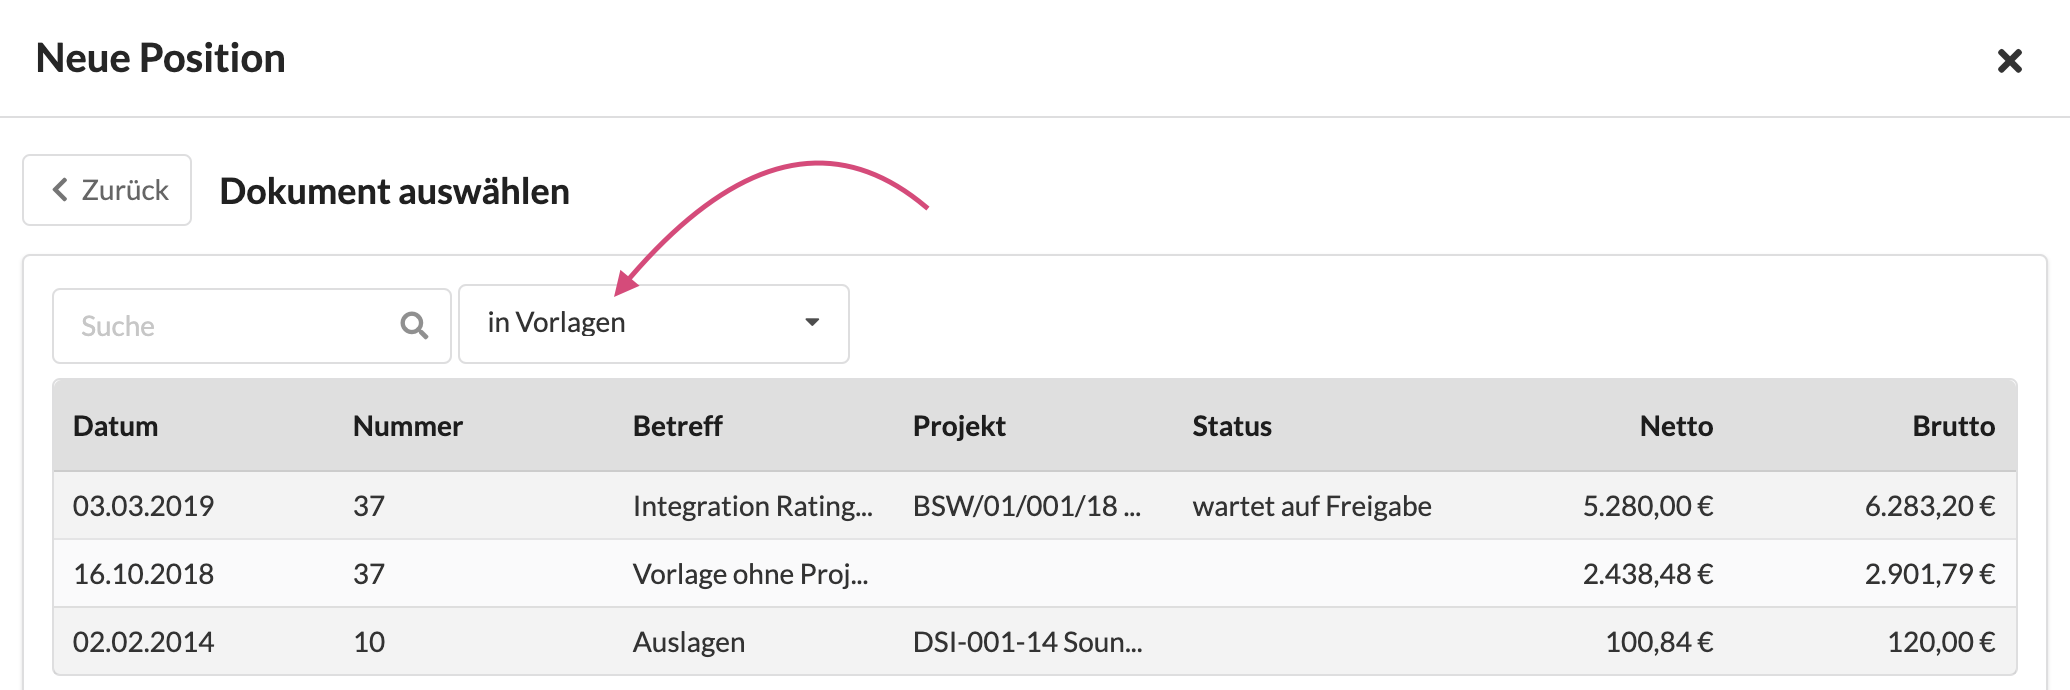 Neue Position
Zurück Dokument auswählen
Suche in Vorlagen
Datum Nummer Betreff Projekt Status Netto Brutto
03.03.2019 37 Integration Rating... BSW/01/001/18 ... wartet auf Freigabe 5.280,00 € 6.283,20 €
16.10.2018 37 Vorlage ohne Proj... 2.438,48 € 2.901,79 €
02.02.2014 10 Auslagen DSI-001-14 Soun... 100,84 € 120,00 €